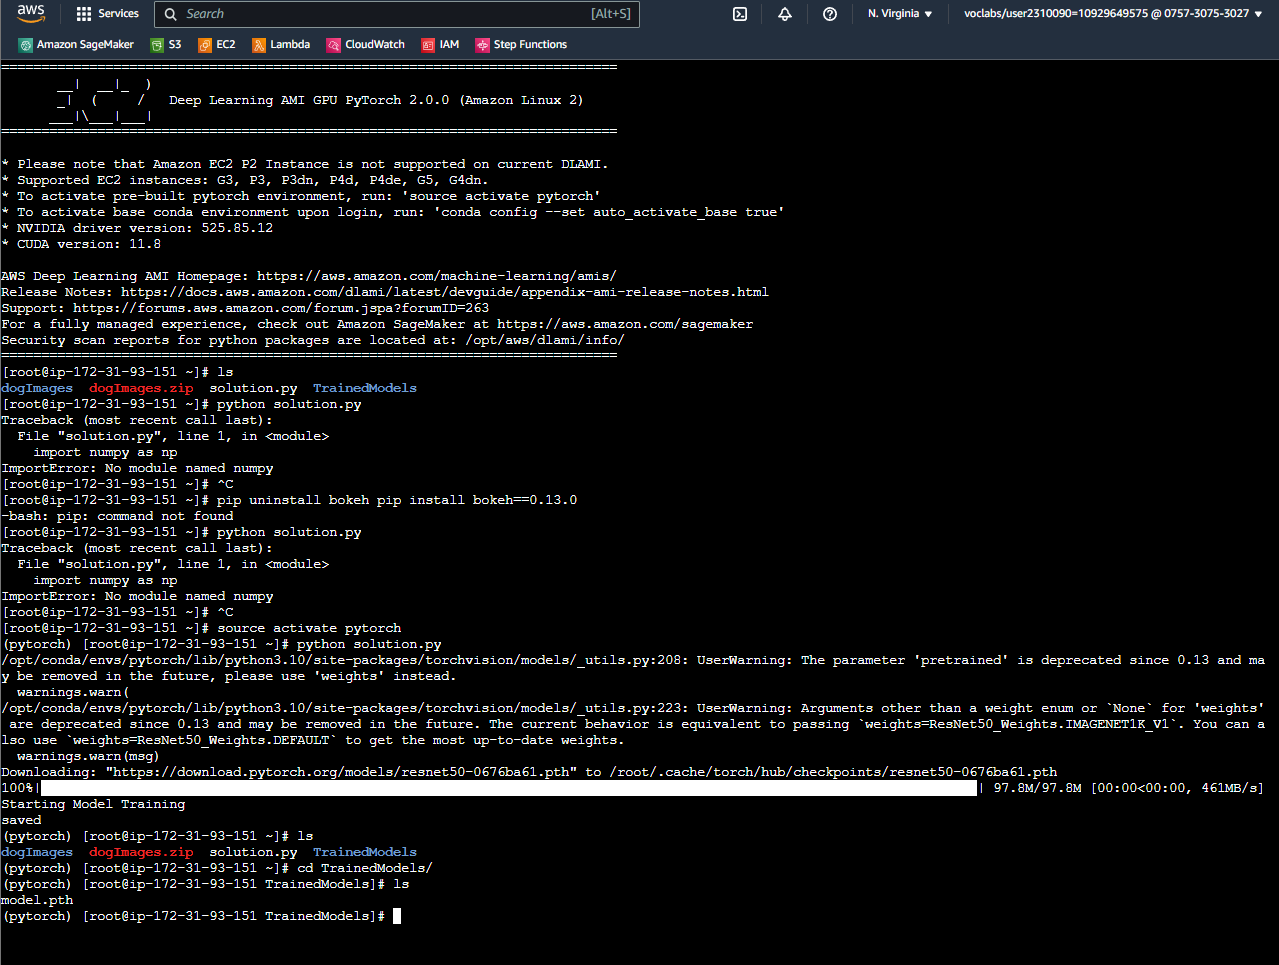 aws
Services
Search
[Alt+S]
N. Virginia
voclabs/user2310090=10929649575 @ 0757-3075-3027
Amazon SageMaker
S3
EC2
Lambda
CloudWatch
IAM
Step Functions
=============================================================================
       __|  __|_  )
       _|  (     /   Deep Learning AMI GPU PyTorch 2.0.0 (Amazon Linux 2)
      ___|\___|___|
=============================================================================
* Please note that Amazon EC2 P2 Instance is not supported on current DLAMI.
* Supported EC2 instances: G3, P3, P3dn, P4d, P4de, G5, G4dn.
* To activate pre-built pytorch environment, run: 'source activate pytorch'
* To activate base conda environment upon login, run: 'conda config --set auto_activate_base true'
* NVIDIA driver version: 525.85.12
* CUDA version: 11.8
AWS Deep Learning AMI Homepage: https://aws.amazon.com/machine-learning/amis/
Release Notes: https://docs.aws.amazon.com/dlami/latest/devguide/appendix-ami-release-notes.html
Support: https://forums.aws.amazon.com/forum.jspa?forumID=263
For a fully managed experience, check out Amazon SageMaker at https://aws.amazon.com/sagemaker
Security scan reports for python packages are located at: /opt/aws/dlami/info/
=============================================================================
[root@ip-172-31-93-151 ~]# ls
dogImages  dogImages.zip  solution.py  TrainedModels
[root@ip-172-31-93-151 ~]# python solution.py
Traceback (most recent call last):
  File "solution.py", line 1, in <module>
    import numpy as np
ImportError: No module named numpy
[root@ip-172-31-93-151 ~]# ^C
[root@ip-172-31-93-151 ~]# pip uninstall bokeh pip install bokeh==0.13.0
-bash: pip: command not found
[root@ip-172-31-93-151 ~]# python solution.py
Traceback (most recent call last):
  File "solution.py", line 1, in <module>
    import numpy as np
ImportError: No module named numpy
[root@ip-172-31-93-151 ~]# ^C
[root@ip-172-31-93-151 ~]# source activate pytorch
(pytorch) [root@ip-172-31-93-151 ~]# python solution.py
/opt/conda/envs/pytorch/lib/python3.10/site-packages/torchvision/models/_utils.py:208: UserWarning: The parameter 'pretrained' is deprecated since 0.13 and ma
y be removed in the future, please use 'weights' instead.
  warnings.warn(
/opt/conda/envs/pytorch/lib/python3.10/site-packages/torchvision/models/_utils.py:223: UserWarning: Arguments other than a weight enum or `None` for 'weights'
 are deprecated since 0.13 and may be removed in the future. The current behavior is equivalent to passing `weights=ResNet50_Weights.IMAGENET1K_V1`. You can a
lso use `weights=ResNet50_Weights.DEFAULT` to get the most up-to-date weights.
  warnings.warn(msg)
Downloading: "https://download.pytorch.org/models/resnet50-0676ba61.pth" to /root/.cache/torch/hub/checkpoints/resnet50-0676ba61.pth
100%| | 97.8M/97.8M [00:00<00:00, 461MB/s]
Starting Model Training
saved
(pytorch) [root@ip-172-31-93-151 ~]# ls
dogImages  dogImages.zip  solution.py  TrainedModels
(pytorch) [root@ip-172-31-93-151 ~]# cd TrainedModels/
(pytorch) [root@ip-172-31-93-151 TrainedModels]# ls
model.pth
(pytorch) [root@ip-172-31-93-151 TrainedModels]#